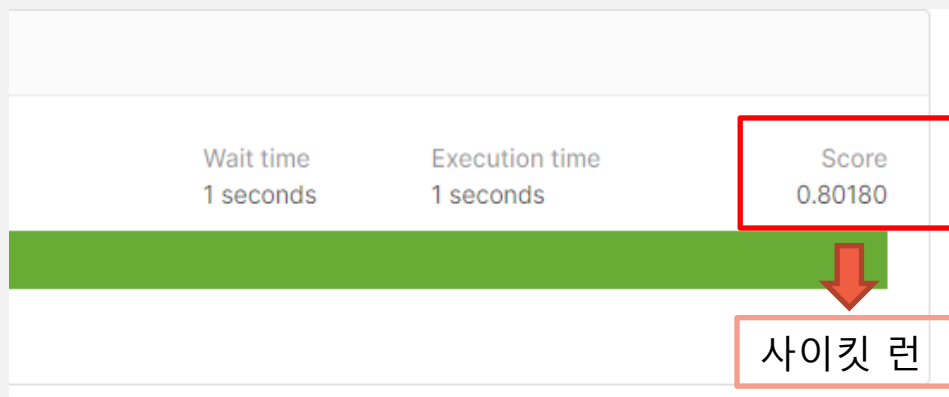 Wait time
1 seconds
Execution time
1 seconds
Score
0.80180
사이킷 런